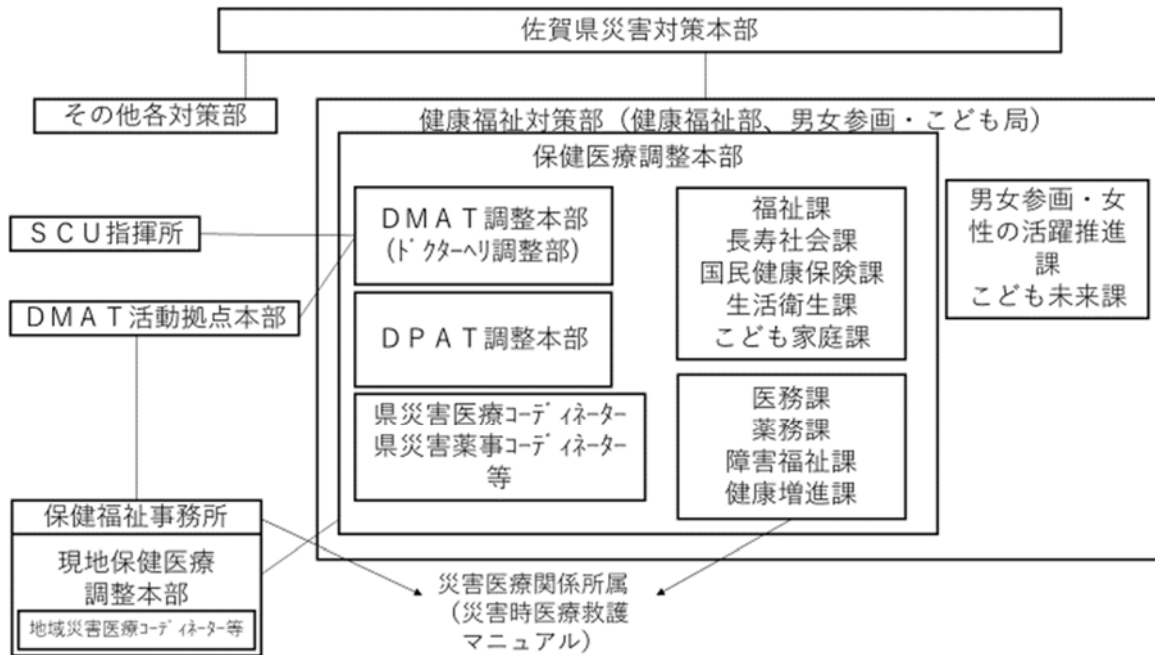 佐賀県災害対策本部
その他各対策部
健康福祉対策部（健康福祉部、男女参画・こども局）
保健医療調整本部
ＤＭＡＴ調整本部
(ﾄﾞｸﾀｰﾍﾘ調整部)
ＤＰＡＴ調整本部
県災害医療ｺｰﾃﾞｨﾈｰﾀｰ
県災害薬事ｺｰﾃﾞｨﾈｰﾀｰ
等
福祉課
長寿社会課
国民健康保険課
生活衛生課
こども家庭課
医務課
薬務課
障害福祉課
健康増進課
男女参画・女
性の活躍推進
課
こども未来課
ＳＣＵ指揮所
ＤＭＡＴ活動拠点本部
保健福祉事務所
現地保健医療
調整本部
地域災害医療ｺｰﾃﾞｨﾈｰﾀｰ等
災害医療関係所属
（災害時医療救護
マニュアル）